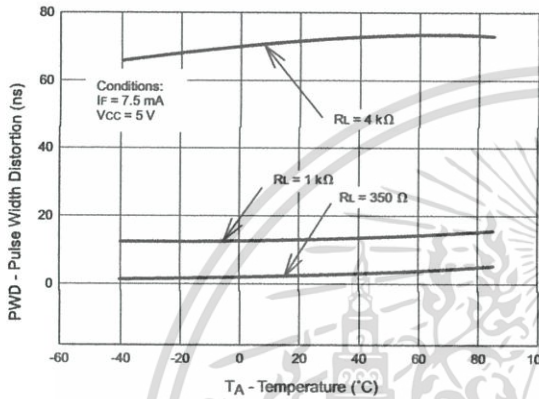 PWD - Pulse Width Distortion (ns)
80
60
40
20
0
Conditions:
IF = 7.5 mA
VCC = 5 V
RL = 4 kΩ
RL = 1 kΩ
RL = 350 Ω
-60 -40 -20 0 20 40 60 80 100
TA - Temperature (˚C)